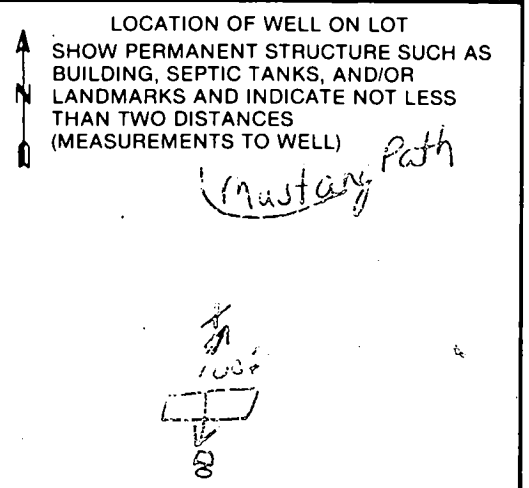 LOCATION OF WELL ON LOT
SHOW PERMANENT STRUCTURE SUCH AS
BUILDING, SEPTIC TANKS, AND/OR
N LANDMARKS AND INDICATE NOT LESS
THAN TWO DISTANCES
(MEASUREMENTS TO WELL)
Mustang Path